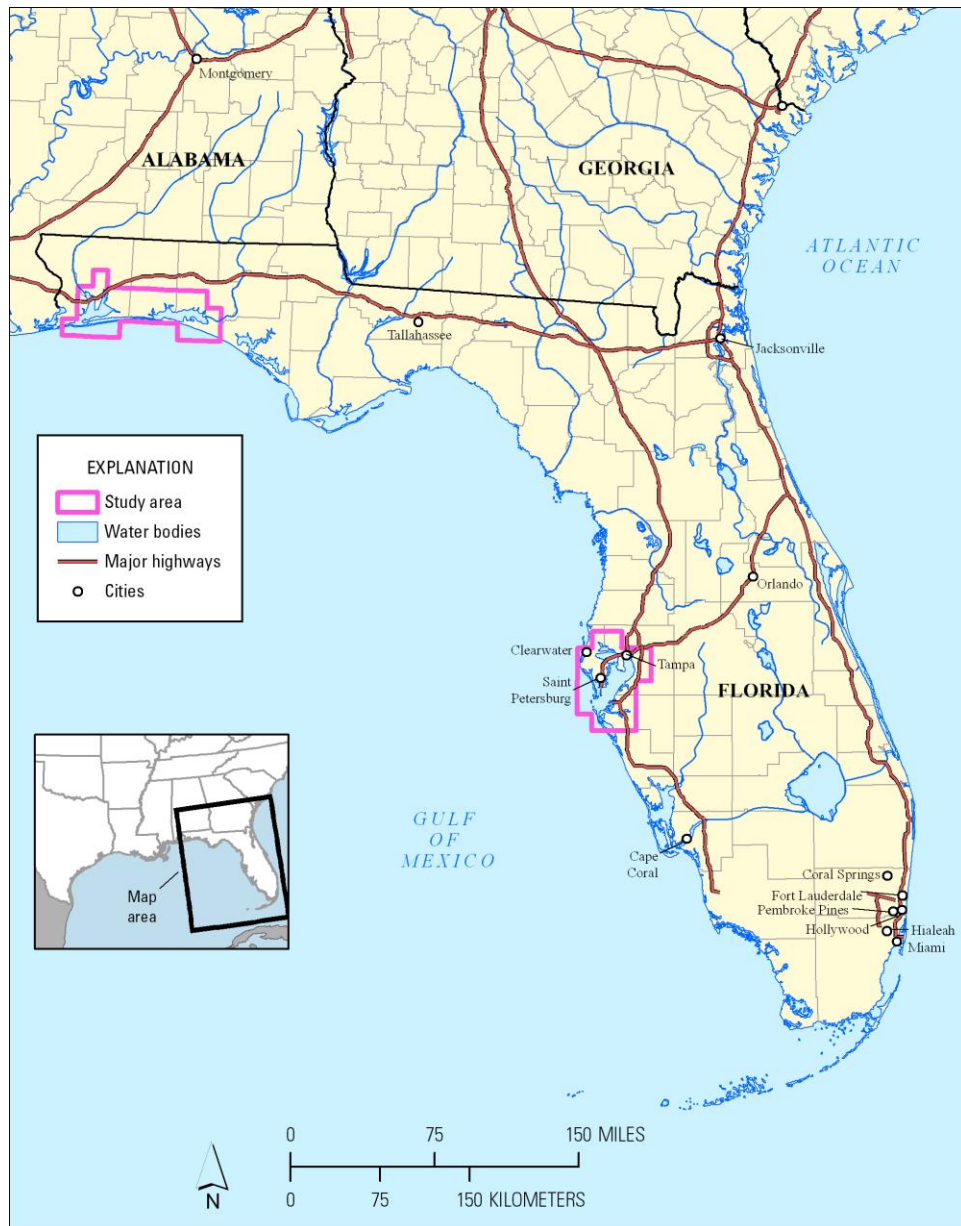 Montgomery
ALABAMA
GEORGIA
ATLANTIC
OCEAN
Tallahassee
Jacksonville
EXPLANATION
Study area
Water bodies
Major highways
Cities
Orlando
Clearwater
Tampa
Saint
Petersburg
FLORIDA
GULF
OF
MEXICO
Cape
Coral
Coral Springs
Fort Lauderdale
Pembroke Pines
Hollywood
Hialeah
Miami
Map
area
N
0 75 150 MILES
0 75 150 KILOMETERS